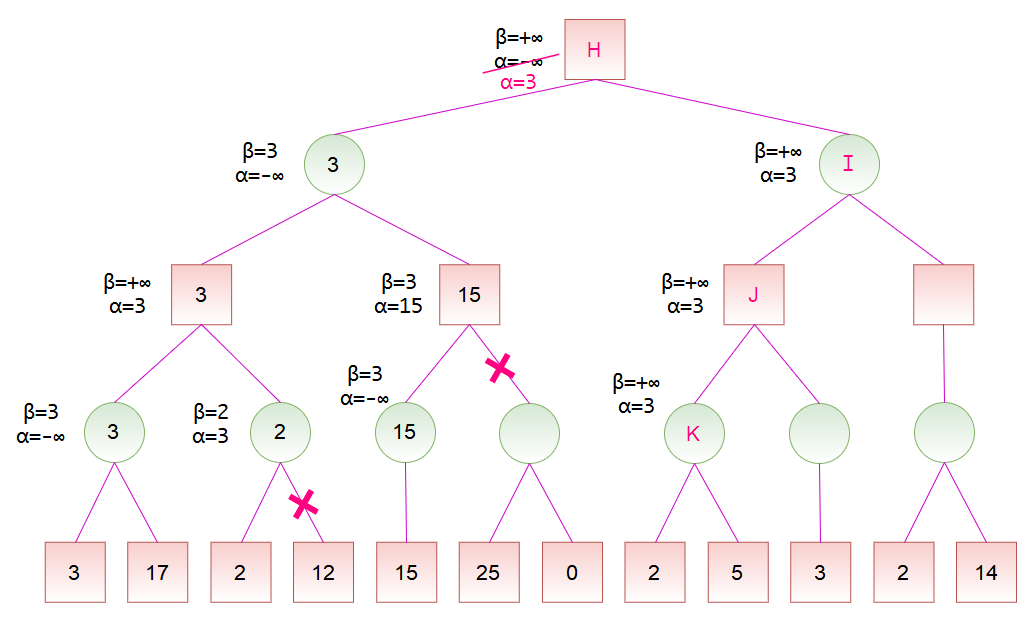 β=+∞
α=-∞
α=3
H
β=3
α=-∞
3
β=+∞
α=3
I
β=+∞
α=3
3
β=3
α=15
15
β=+∞
α=3
J
β=3
α=-∞
3
β=2
α=3
2
β=3
α=-∞
15
β=+∞
α=3
K
3 17 2 12 15 25 0 2 5 3 2 14